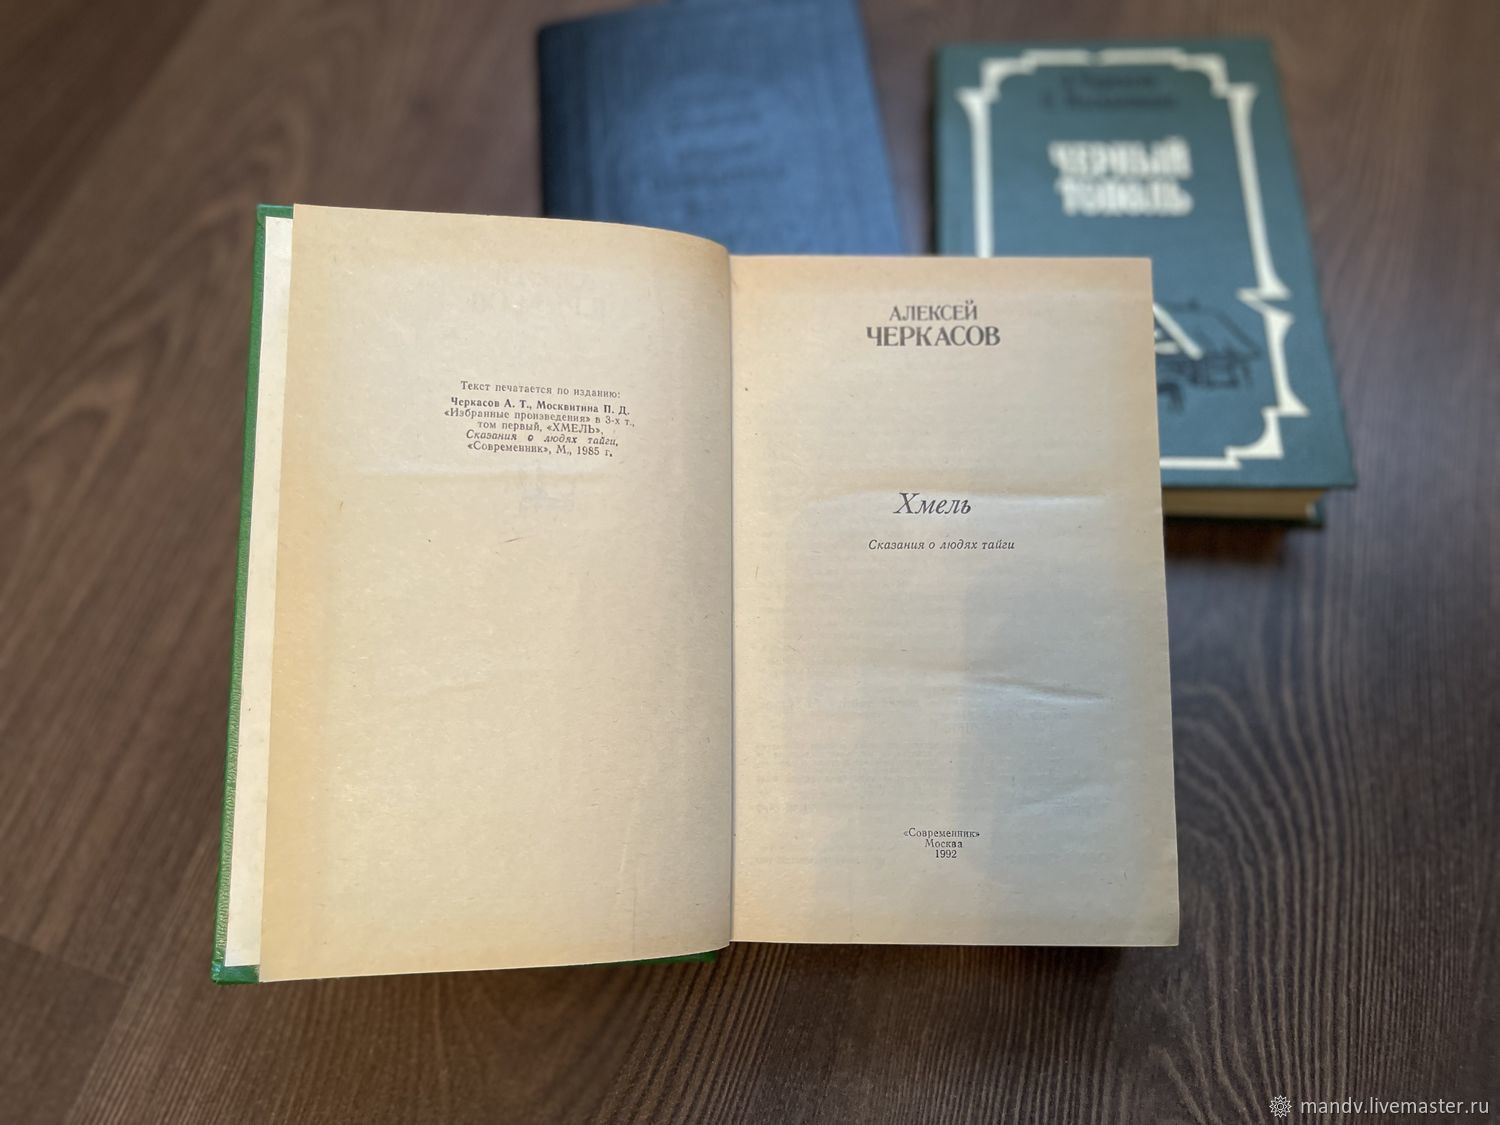 Текст печатается по изданию:
Черкасов А. Т., Москвитина П. Д.
«Избранные произведения» в 3-х т.,
том первый, «ХМЕЛЬ»,
Сказания о людях тайги,
«Современник», М., 1985 г.
АЛЕКСЕЙ
ЧЕРКАСОВ
Хмель
Сказания о людях тайги
«Современник»
Москва
1992
ЧЕРНЫЙ
ТОПОЛЬ
mandv.livemaster.ru